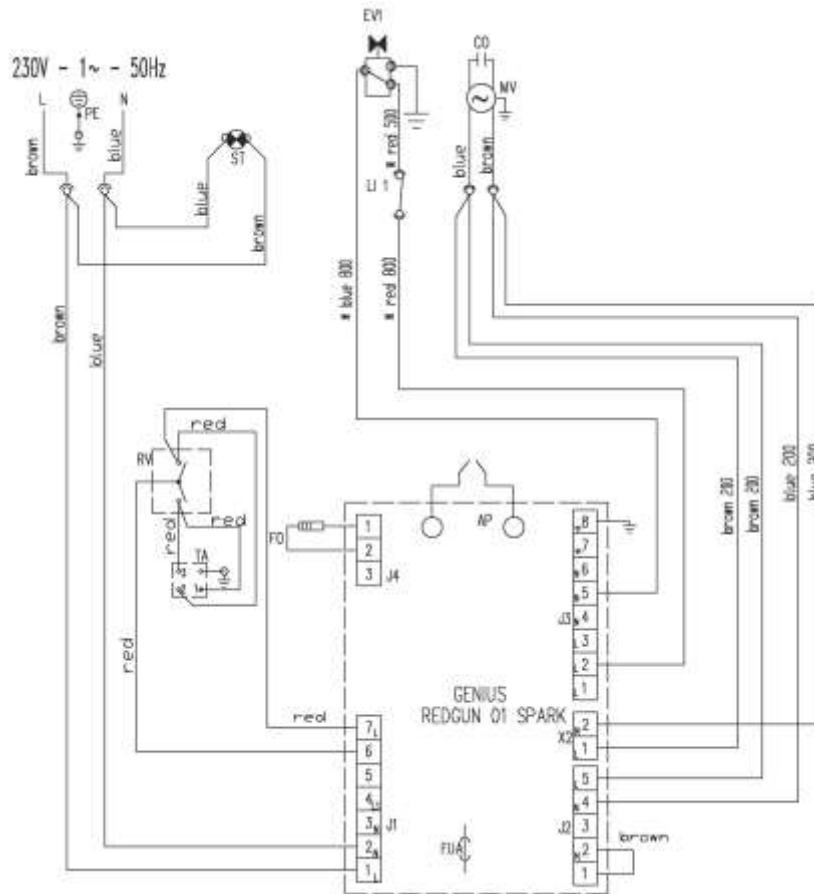 EV1
CO
230V - 1~ - 50Hz
L
N
PE
MV
ST
brown
blue
blue
brown
blue
brown
red 500
LI 1
blue 800
red 800
brown
blue
red
RV
red
red
TA
red
FO
1
2
3
J4
AP
8
7
6
5
4
3
2
1
J3
GENIUS
REDGUN 01 SPARK
red
7 L
6
5
4
3 N
2 N
1 L
J1
FUA
2
1
X2
5
4
3
2
1
J2
brown
brown 200
brown 200
blue 200